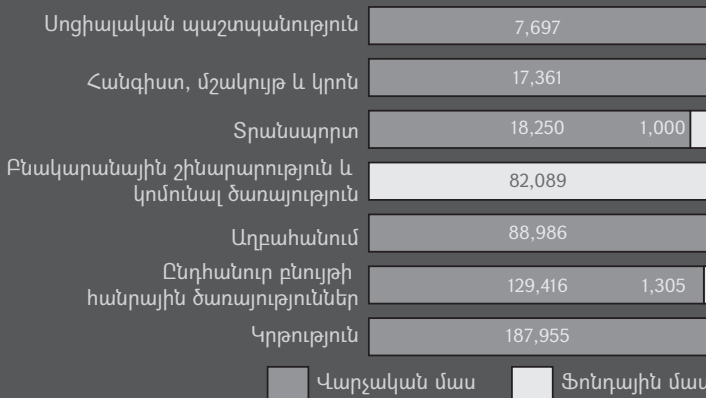 Սոցիալական պաշտպանություն 7,697
Հանգիստ, մշակույթ և կրոն 17,361
Տրանսպորտ 18,250 1,000
Բնակարանային շինարարություն և
կոմունալ ծառայություն 82,089
Աղբահանում 88,986
Ընդհանուր բնույթի
հանրային ծառայություններ 129,416 1,305
Կրթություն 187,955
Վարչական մաս Ֆոնդային մաս